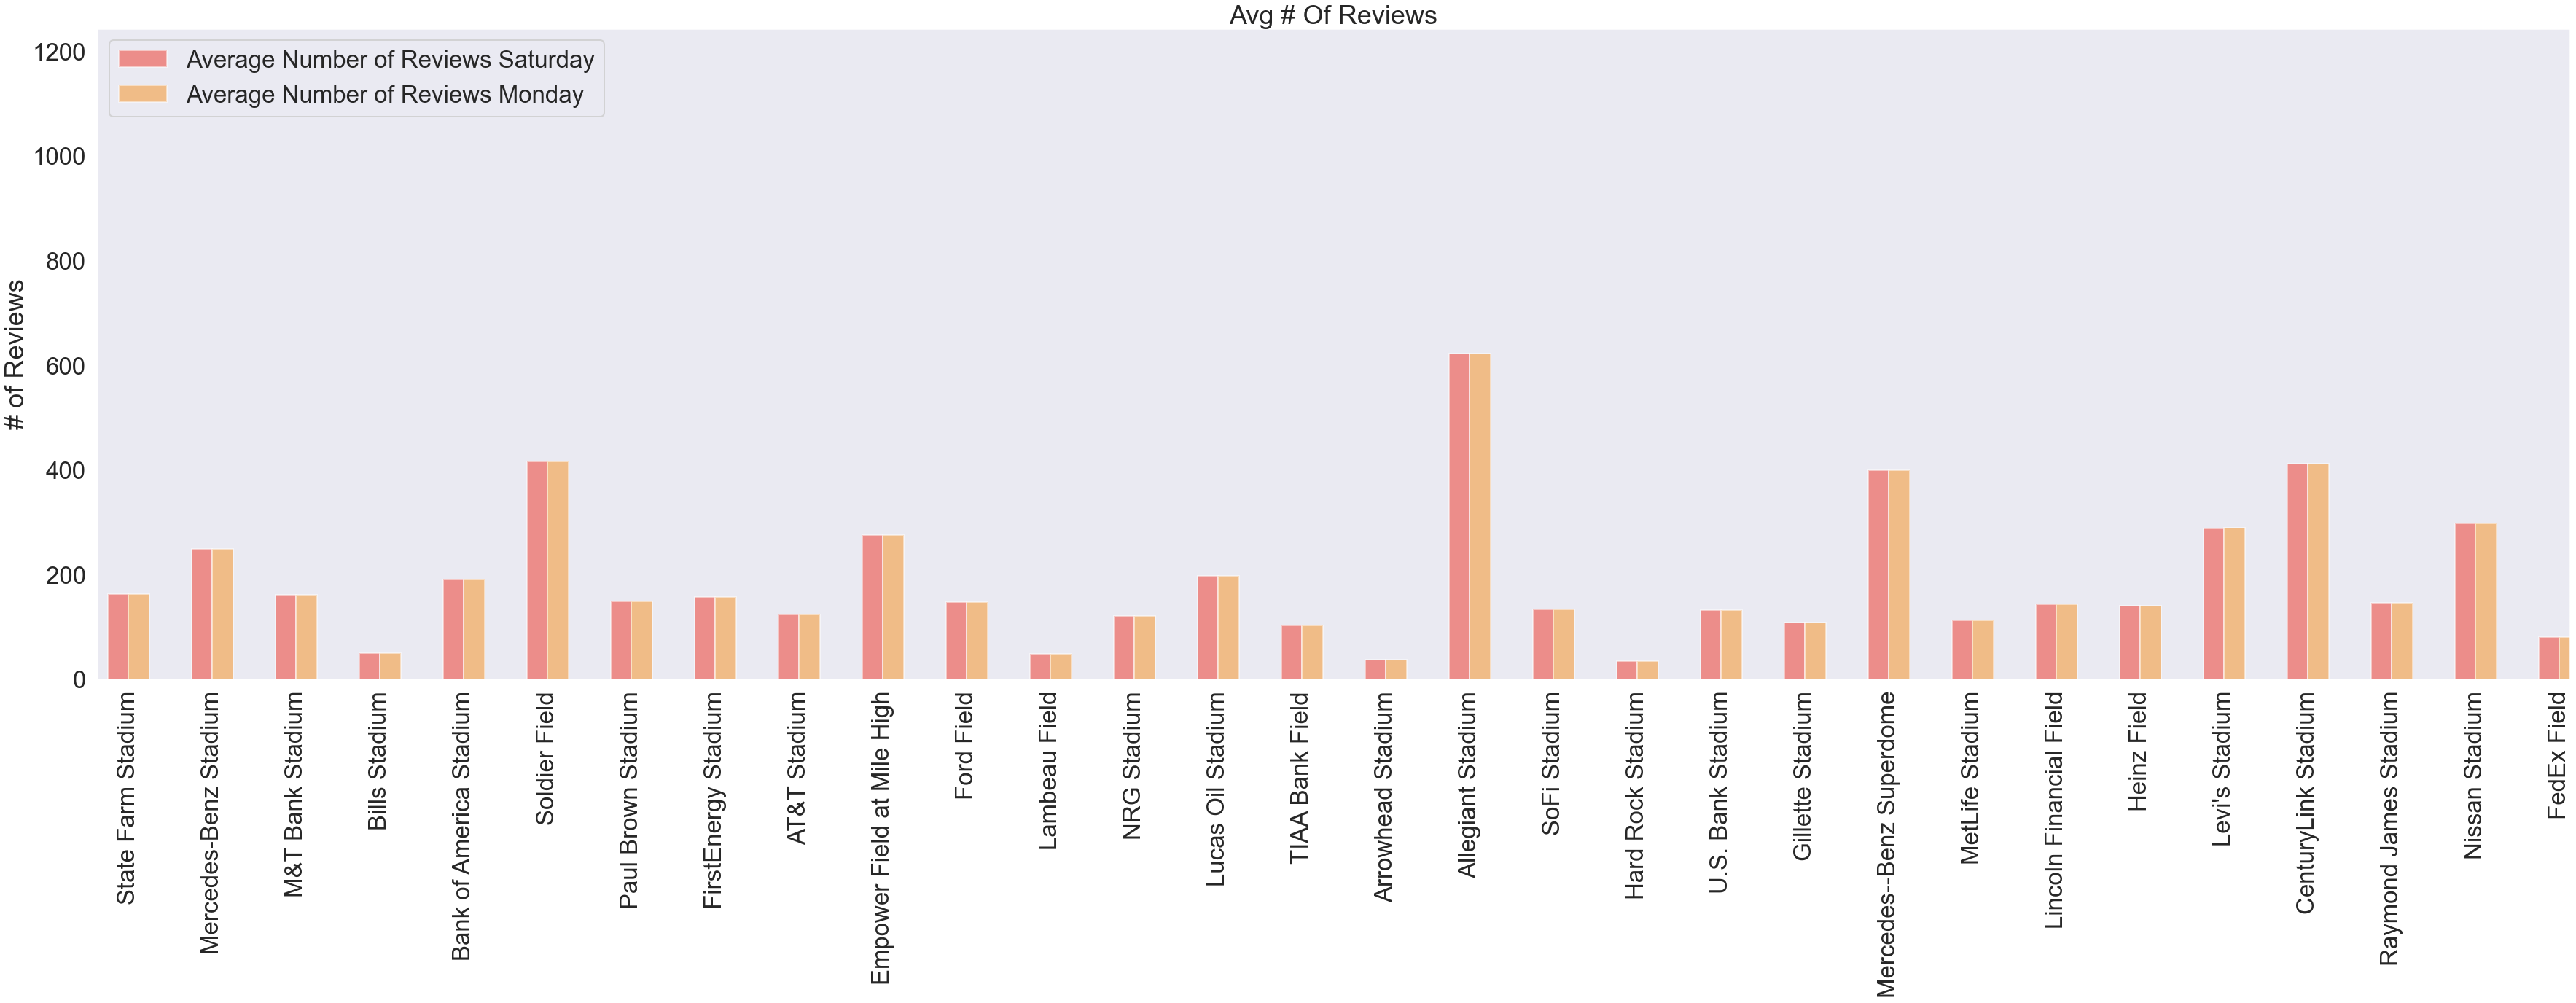 Avg # Of Reviews
Average Number of Reviews Saturday
Average Number of Reviews Monday
# of Reviews
1200
1000
800
600
400
200
0
State Farm Stadium
Mercedes-Benz Stadium
M&T Bank Stadium
Bills Stadium
Bank of America Stadium
Soldier Field
Paul Brown Stadium
FirstEnergy Stadium
AT&T Stadium
Empower Field at Mile High
Ford Field
Lambeau Field
NRG Stadium
Lucas Oil Stadium
TIAA Bank Field
Arrowhead Stadium
Allegiant Stadium
SoFi Stadium
Hard Rock Stadium
U.S. Bank Stadium
Gillette Stadium
Mercedes--Benz Superdome
MetLife Stadium
Lincoln Financial Field
Heinz Field
Levi's Stadium
CenturyLink Stadium
Raymond James Stadium
Nissan Stadium
FedEx Field